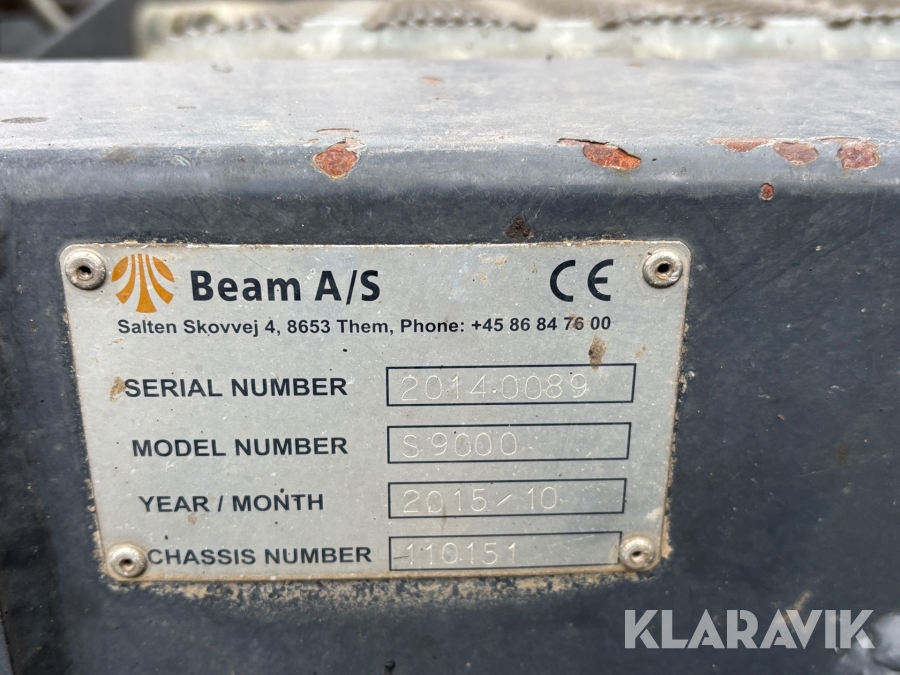 Beam A/S CE
Salten Skovvej 4, 8653 Them, Phone: +45 86 84 76 00
SERIAL NUMBER 2014.0089
MODEL NUMBER S9000
YEAR / MONTH 2015/10
CHASSIS NUMBER 110151
KLARAVIK